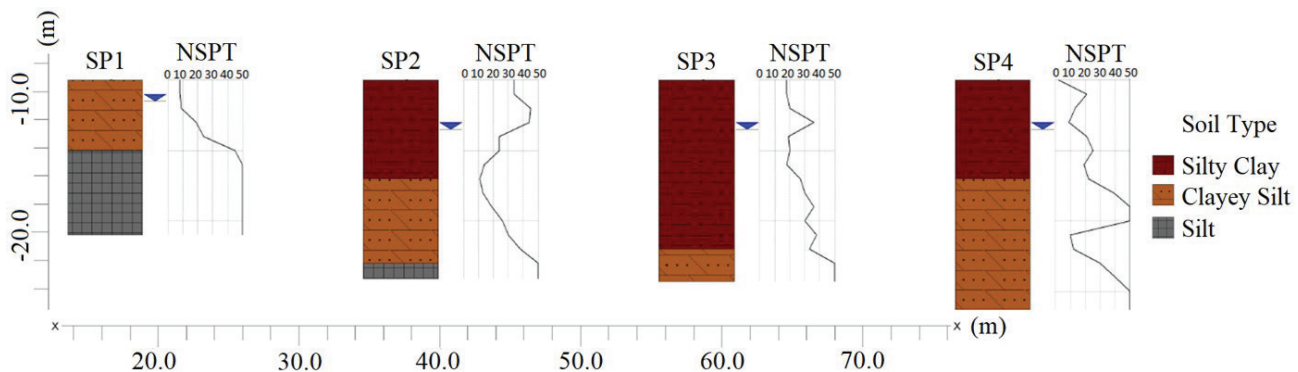 (m)
SP1
NSPT
0 10 20 30 40 50
SP2
NSPT
0 10 20 30 40 50
SP3
NSPT
0 10 20 30 40 50
SP4
NSPT
0 10 20 30 40 50
-10.0
-20.0
Soil Type
Silty Clay
Clayey Silt
Silt
x
x (m)
20.0 30.0 40.0 50.0 60.0 70.0